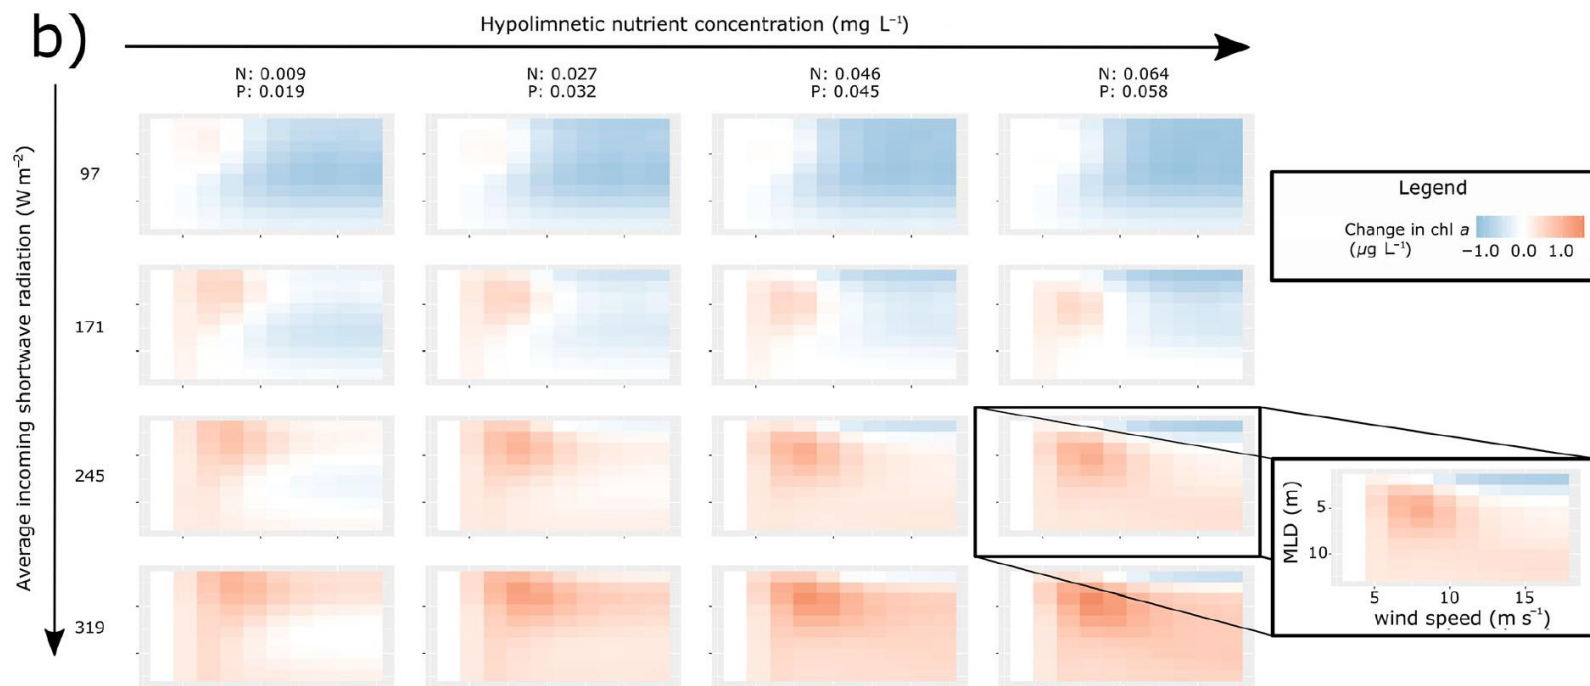 b)
Hypolimnetic nutrient concentration (mg L⁻¹)
N: 0.009
P: 0.019
N: 0.027
P: 0.032
N: 0.046
P: 0.045
N: 0.064
P: 0.058
Average incoming shortwave radiation (W m⁻²)
97
171
245
319
Legend
Change in chl a
(µg L⁻¹)
−1.0 0.0 1.0
MLD (m)
5
10
5 10 15
wind speed (m s⁻¹)